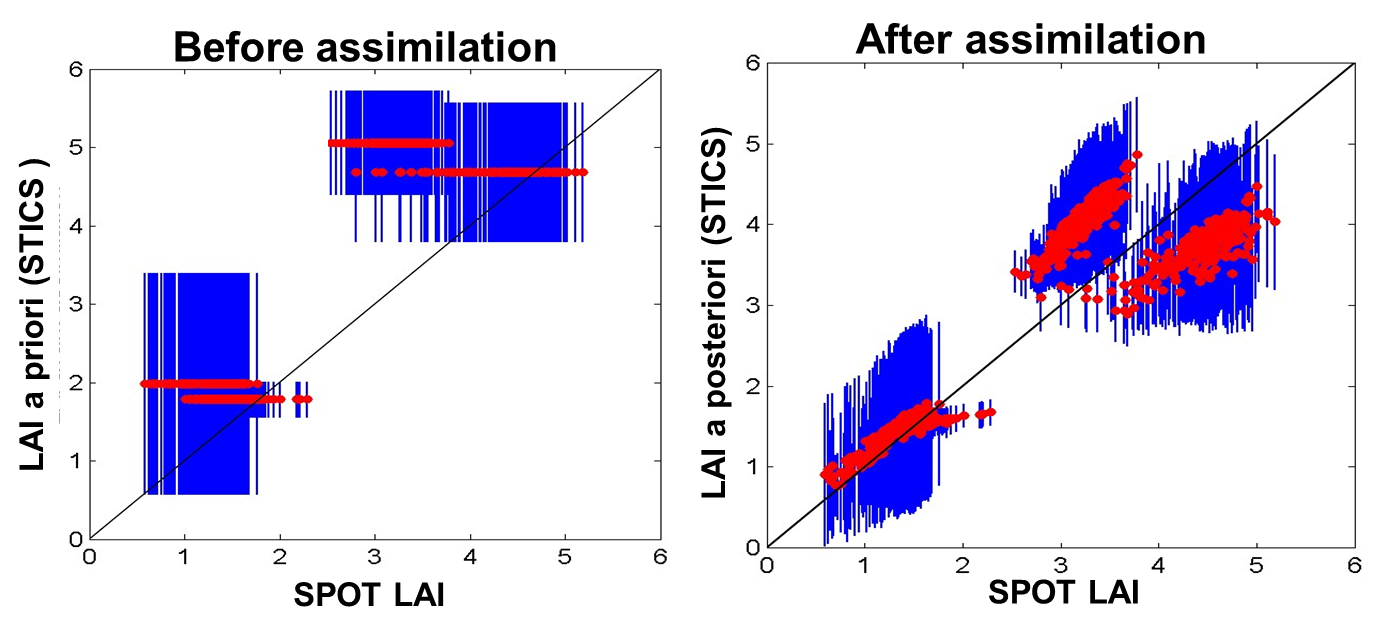 Before assimilation
After assimilation
LAI a priori (STICS )
6
5
4
3
2
1
0
0 1 2 3 4 5 6
SPOT LAI
LAI a posteriori (STICS)
6
5
4
3
2
1
0
0 1 2 3 4 5 6
SPOT LAI